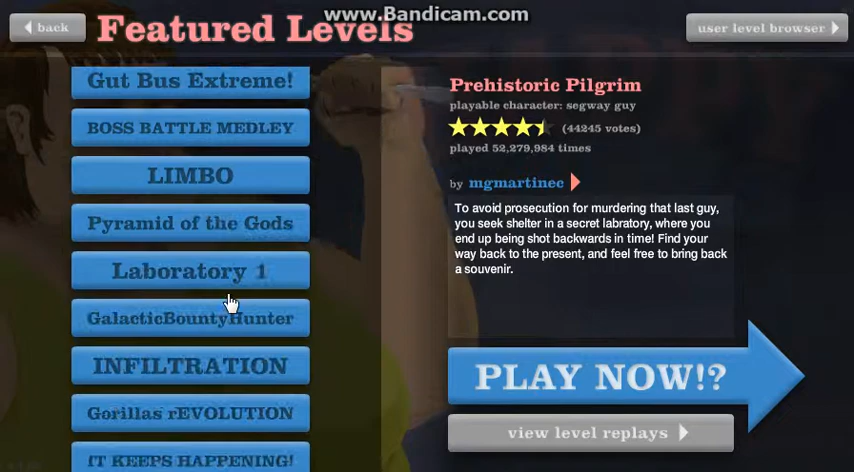 www.Bandicam.com
back
Featured Levels
user level browser
Gut Bus Extreme!
BOSS BATTLE MEDLEY
LIMBO
Pyramid of the Gods
Laboratory 1
GalacticBountyHunter
INFILTRATION
Gorillas rEVOLUTION
IT KEEPS HAPPENING!
Prehistoric Pilgrim
playable character: segway guy
(44245 votes)
played 52,279,984 times
by mgmartinec
To avoid prosecution for murdering that last guy,
you seek shelter in a secret labratory, where you
end up being shot backwards in time! Find your
way back to the present, and feel free to bring back
a souvenir.
PLAY NOW!?
view level replays